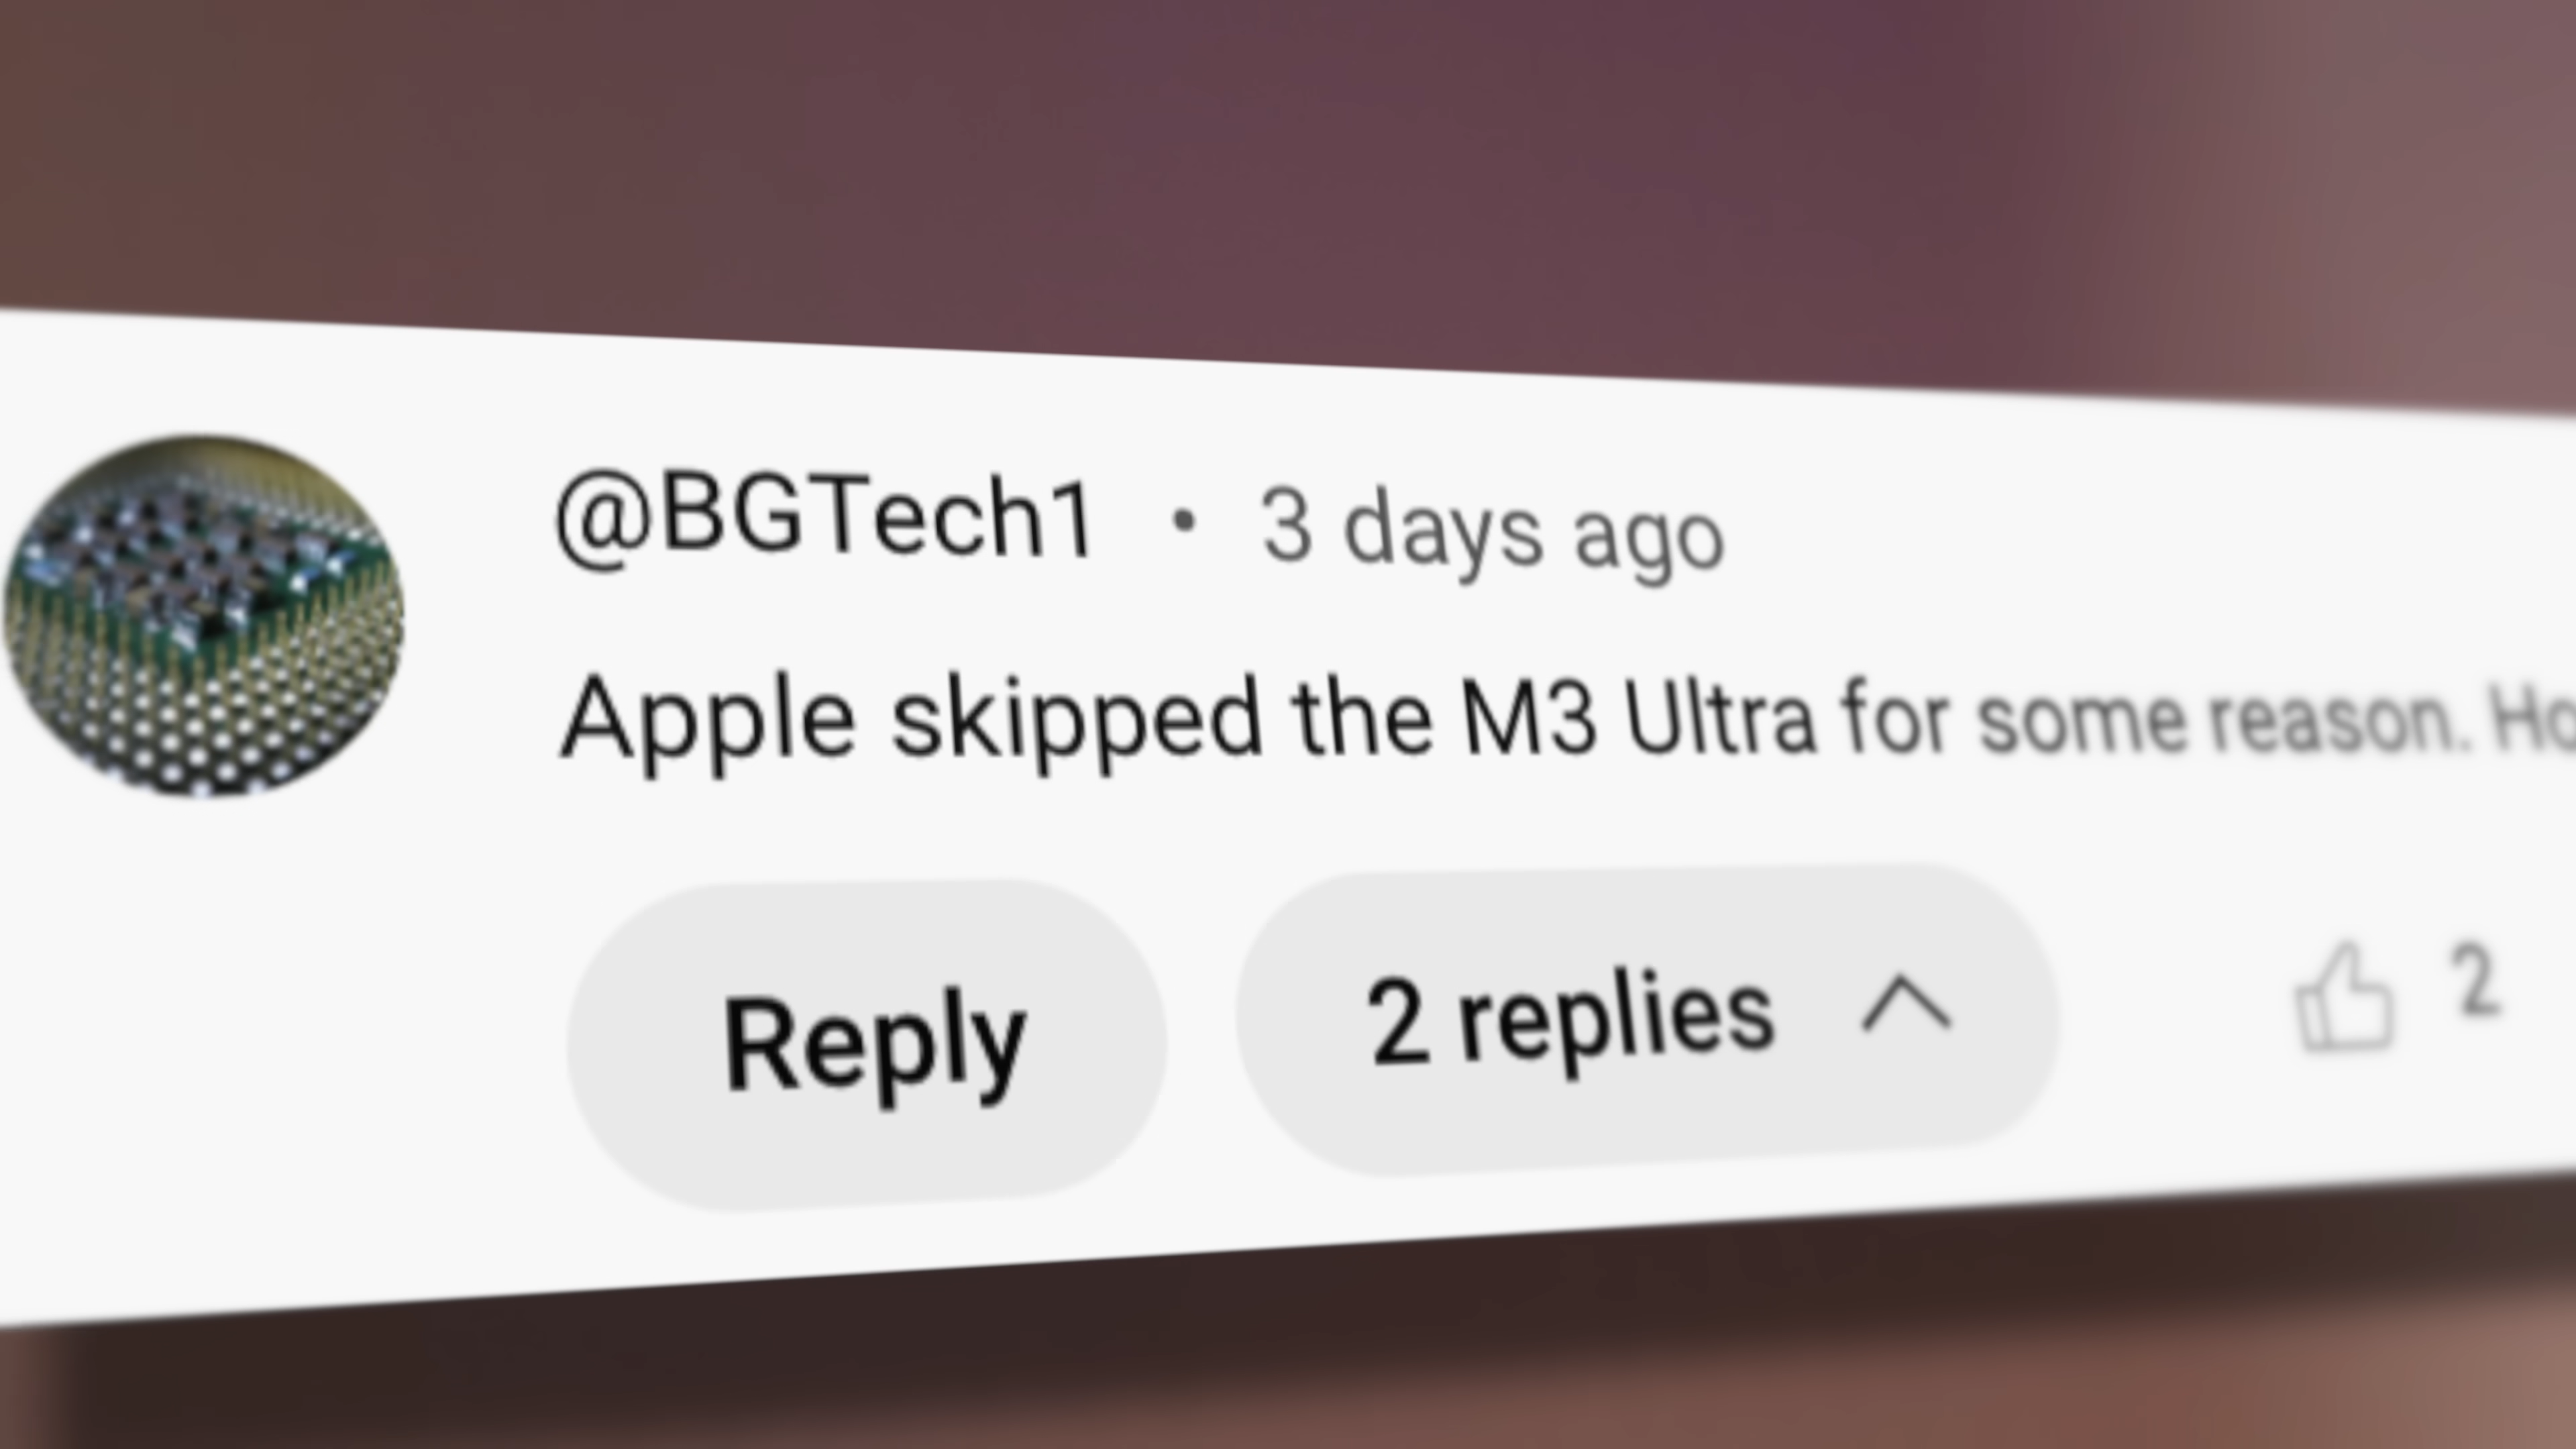 @BGTech1 • 3 days ago
Apple skipped the M3 Ultra for some reason.
Reply
2 replies
2